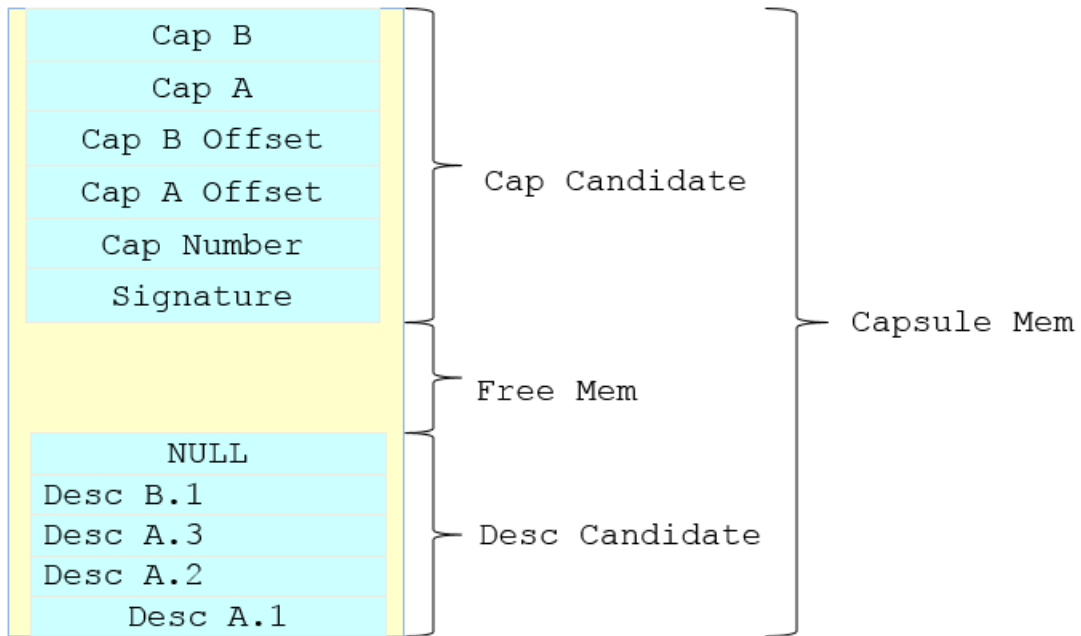 Cap B
Cap A
Cap B Offset
Cap A Offset
Cap Number
Signature
Cap Candidate
Capsule Mem
Free Mem
NULL
Desc B.1
Desc A.3
Desc A.2
Desc A.1
Desc Candidate